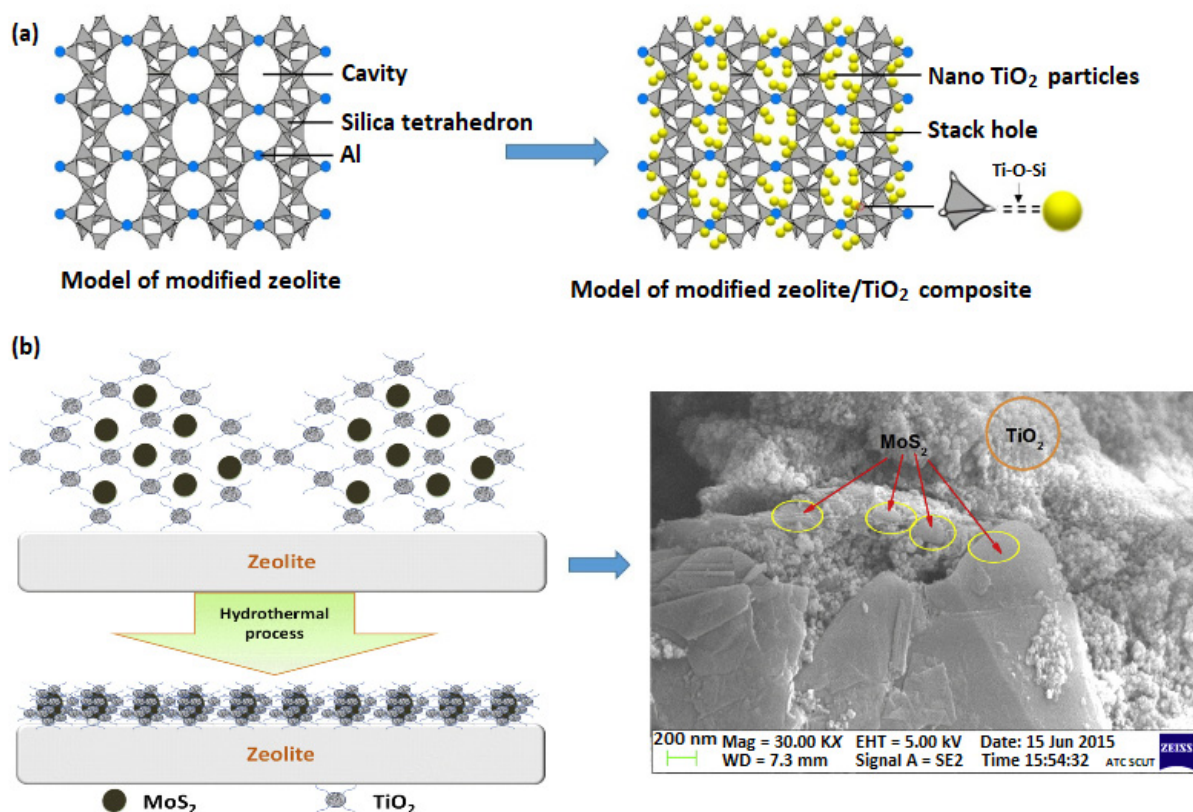 (a)
Cavity
Silica tetrahedron
Al
Nano TiO₂ particles
Stack hole
Ti-O-Si
Model of modified zeolite
Model of modified zeolite/TiO₂ composite
(b)
Zeolite
Hydrothermal
process
Zeolite
MoS₂
TiO₂
TiO₂
MoS₂
200 nm
Mag = 30.00 KX EHT = 5.00 kV Date: 15 Jun 2015
WD = 7.3 mm Signal A = SE2 Time 15:54:32 ATC SCUT
ZEISS